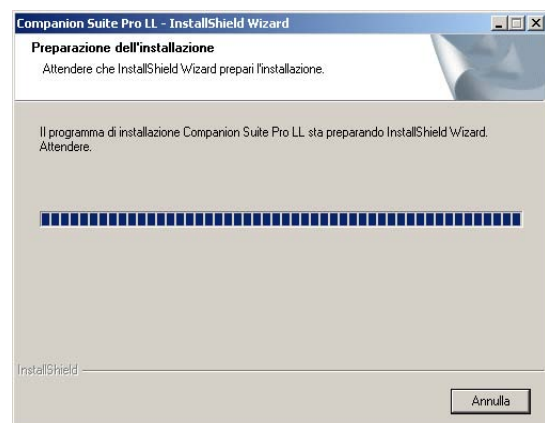 Companion Suite Pro LL - InstallShield Wizard
Preparazione dell'installazione
Attendere che InstallShield Wizard prepari l'installazione.
Il programma di installazione Companion Suite Pro LL sta preparando InstallShield Wizard.
Attendere.
InstallShield
Annulla